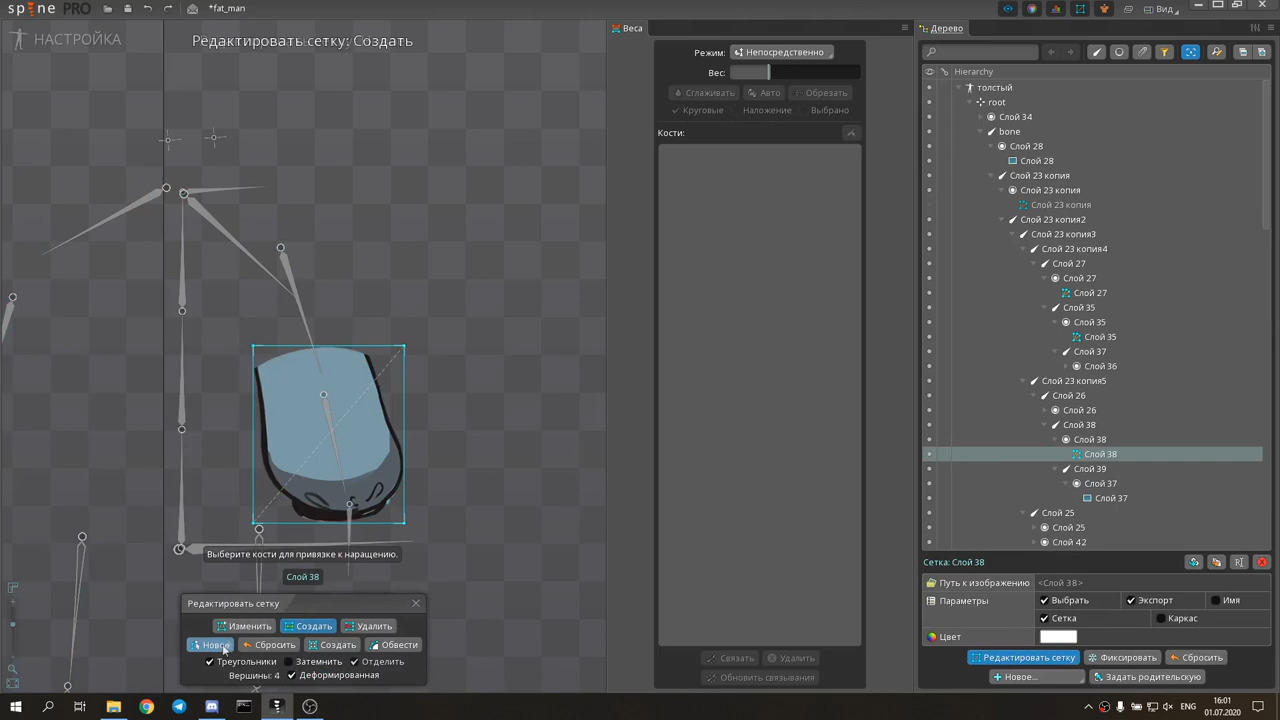 spine PRO
*fat_man
Вид
НАСТРОЙКА
Редактировать сетку: Создать
Веса
Режим:
Непосредственно
Вес:
Сглаживать
Авто
Обрезать
Круговые
Наложение
Выбрано
Кости:
Связать
Удалить
Обновить связывания
Дерево
Hierarchy
толстый
root
Слой 34
bone
Слой 28
Слой 28
Слой 23 копия
Слой 23 копия
Слой 23 копия
Слой 23 копия2
Слой 23 копия3
Слой 23 копия4
Слой 27
Слой 27
Слой 27
Слой 35
Слой 35
Слой 35
Слой 37
Слой 36
Слой 23 копия5
Слой 26
Слой 26
Слой 38
Слой 38
Слой 38
Слой 39
Слой 37
Слой 37
Слой 25
Слой 25
Слой 42
Сетка: Слой 38
Путь к изображению
<Слой 38>
Параметры
Выбрать
Экспорт
Имя
Сетка
Каркас
Цвет
Редактировать сетку
Фиксировать
Сбросить
Новое...
Задать родительскую
Выберите кости для привязке к наращению.
Слой 38
Редактировать сетку
Изменить
Создать
Удалить
Новое
Сбросить
Создать
Обвести
Треугольники
Затемнить
Отделить
Вершины: 4
Деформированная
16:01
01.07.2020